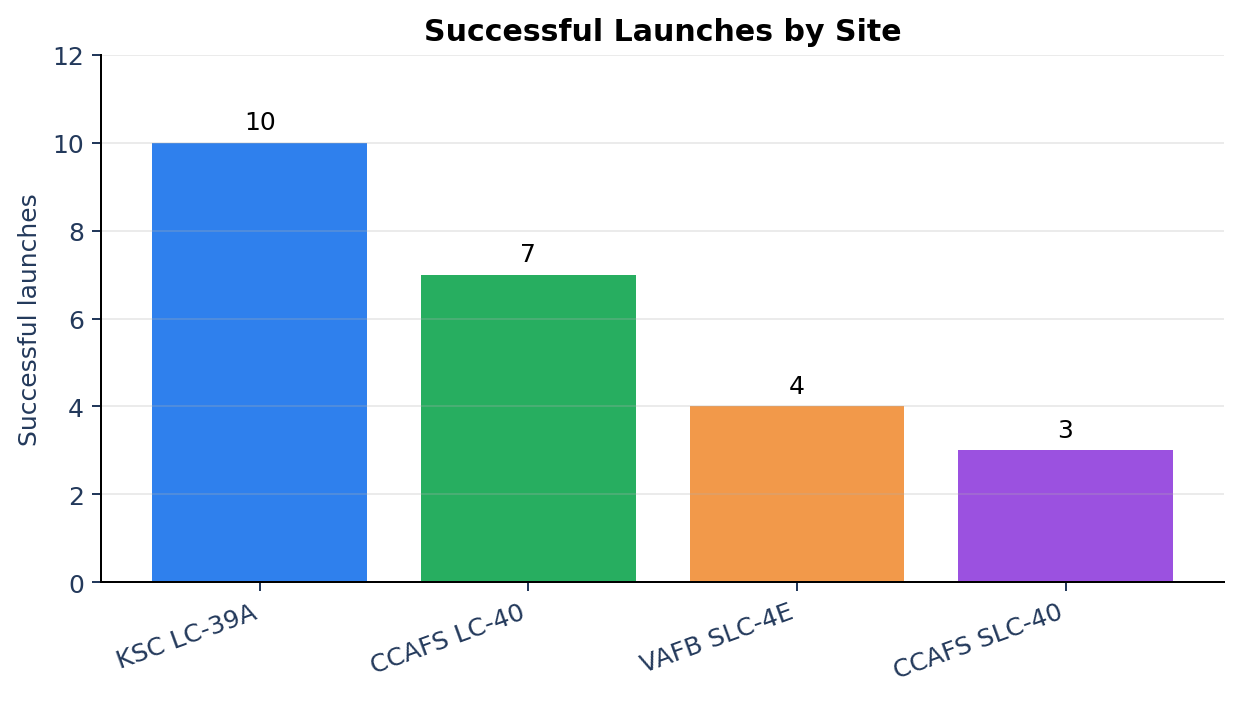 Successful Launches by Site
Successful launches
12
10
8
6
4
2
0
10
7
4
3
KSC LC-39A
CCAFS LC-40
VAFB SLC-4E
CCAFS SLC-40